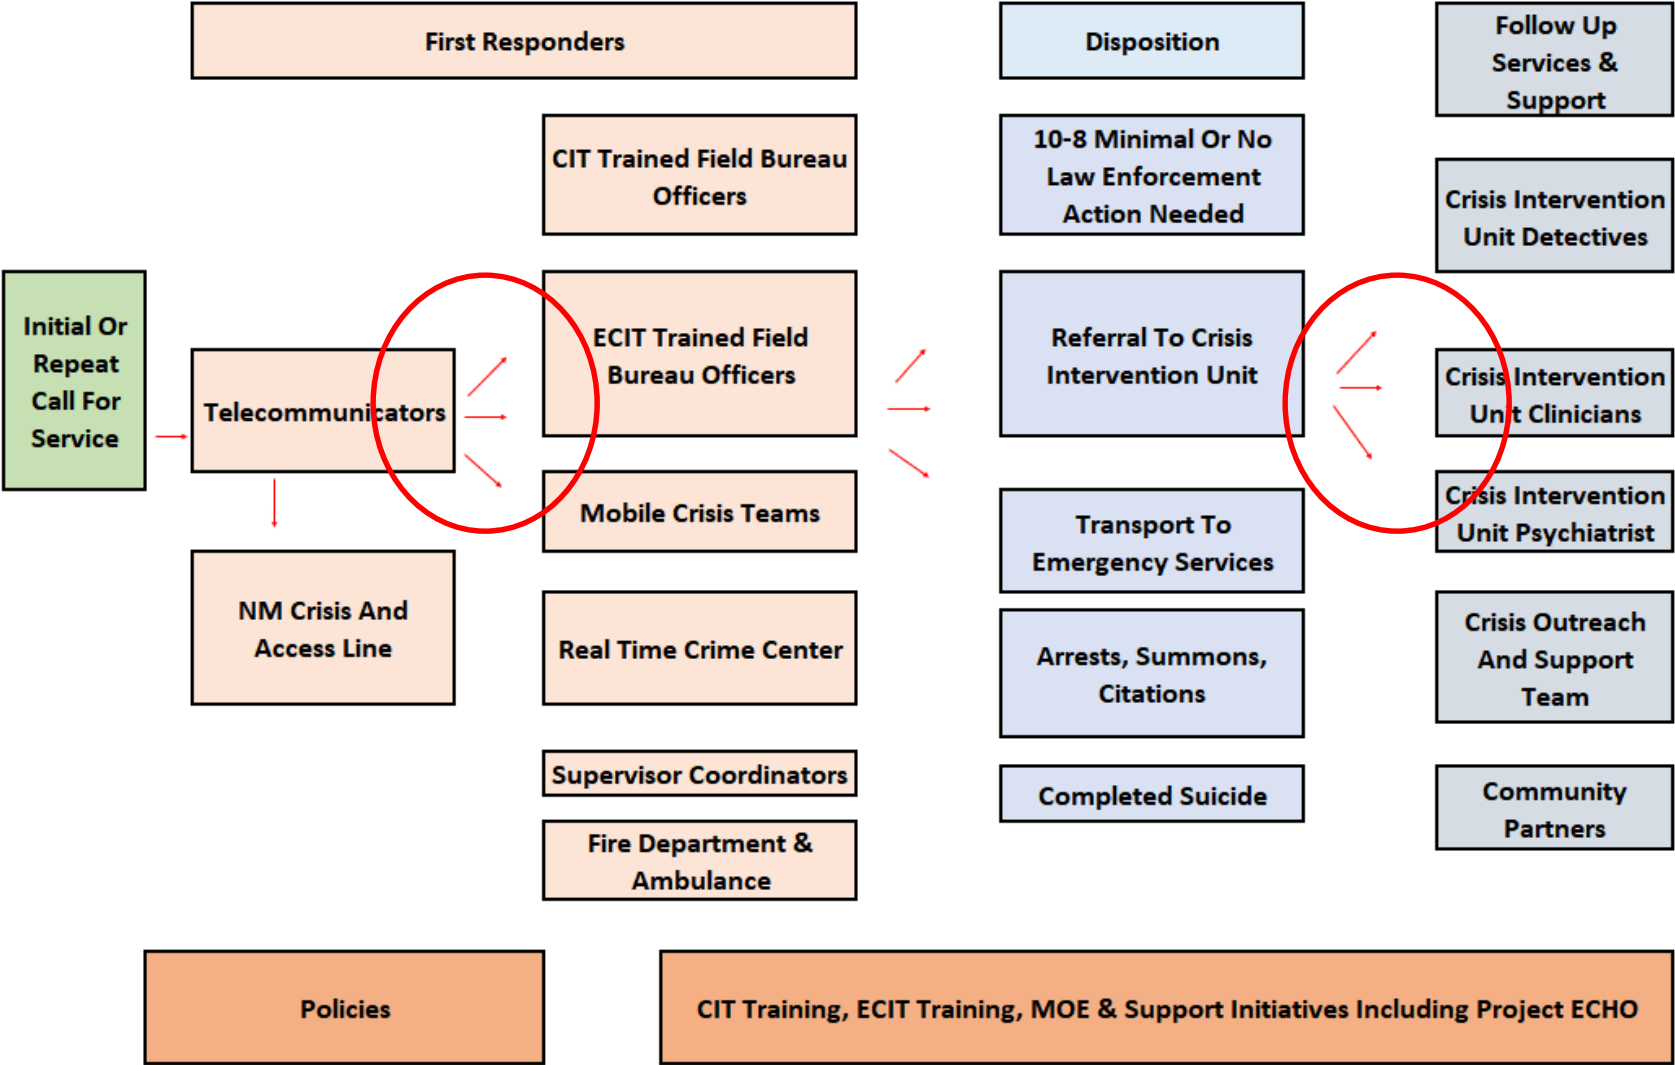 First Responders
Disposition
Follow Up
Services &
Support
Initial Or
Repeat
Call For
Service
Telecommunicators
NM Crisis And
Access Line
CIT Trained Field Bureau
Officers
ECIT Trained Field
Bureau Officers
Mobile Crisis Teams
Real Time Crime Center
Supervisor Coordinators
Fire Department &
Ambulance
10-8 Minimal Or No
Law Enforcement
Action Needed
Referral To Crisis
Intervention Unit
Transport To
Emergency Services
Arrests, Summons,
Citations
Completed Suicide
Crisis Intervention
Unit Detectives
Crisis Intervention
Unit Clinicians
Crisis Intervention
Unit Psychiatrist
Crisis Outreach
And Support
Team
Community
Partners
Policies
CIT Training, ECIT Training, MOE & Support Initiatives Including Project ECHO